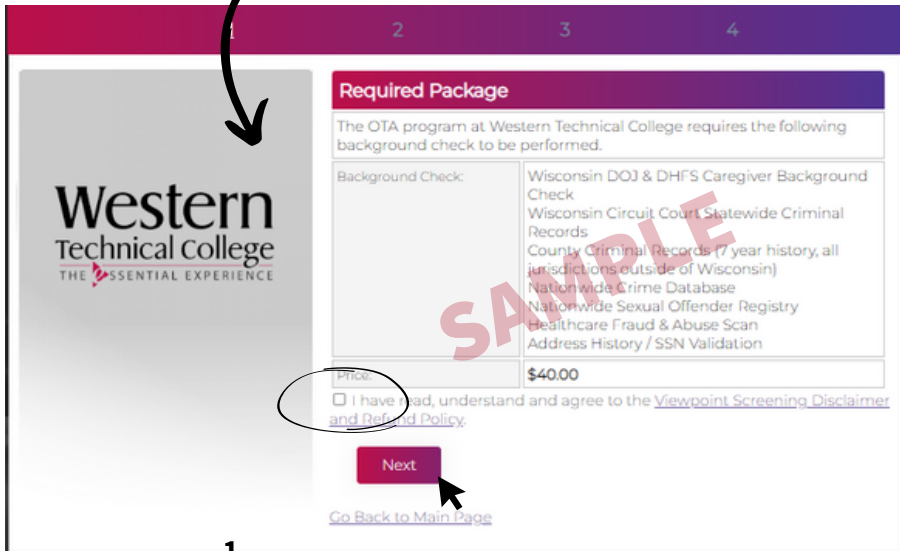 1 2 3 4
Required Package
The OTA program at Western Technical College requires the following
background check to be performed.
Background Check:
Wisconsin DOJ & DHFS Caregiver Background
Check
Wisconsin Circuit Court Statewide Criminal
Records
County Criminal Records (7 year history, all
jurisdictions outside of Wisconsin)
Nationwide Crime Database
Nationwide Sexual Offender Registry
Healthcare Fraud & Abuse Scan
Address History / SSN Validation
SAMPLE
Western
Technical College
THE ESSENTIAL EXPERIENCE
Price: $40.00
I have read, understand and agree to the Viewpoint Screening Disclaimer
and Refund Policy.
Next
Go Back to Main Page
1